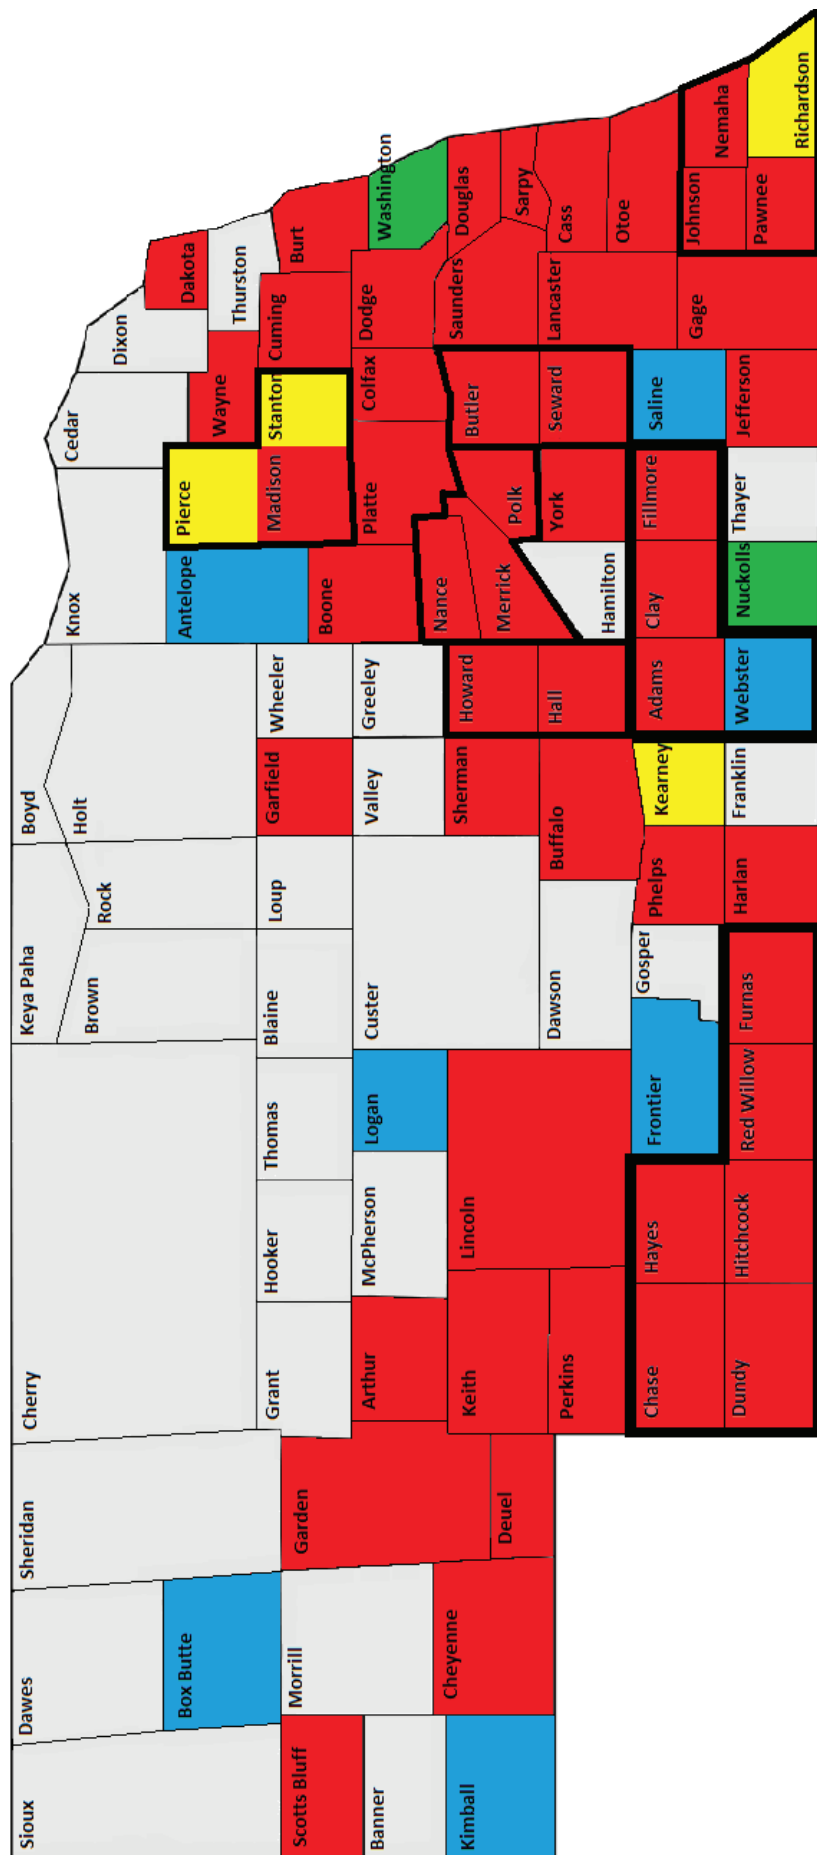 Sioux
Dawes
Sheridan
Cherry
Keya Paha
Boyd
Brown
Rock
Holt
Knox
Cedar
Dixon
Dakota
Box Butte
Antelope
Pierce
Wayne
Thurston
Scotts Bluff
Morrill
Garden
Grant
Hooker
Thomas
Blaine
Loup
Garfield
Wheeler
Madison
Stanton
Cuming
Burt
Banner
Arthur
McPherson
Logan
Custer
Valley
Greeley
Boone
Platte
Colfax
Dodge
Washington
Kimball
Cheyenne
Deuel
Keith
Lincoln
Sherman
Howard
Nance
Merrick
Polk
Butler
Saunders
Douglas
Sarpy
Perkins
Dawson
Buffalo
Hall
Hamilton
York
Seward
Lancaster
Cass
Otoe
Chase
Hayes
Frontier
Gosper
Phelps
Kearney
Adams
Clay
Fillmore
Saline
Gage
Johnson
Nemaha
Dundy
Hitchcock
Red Willow
Furnas
Harlan
Franklin
Webster
Nuckolls
Thayer
Jefferson
Pawnee
Richardson